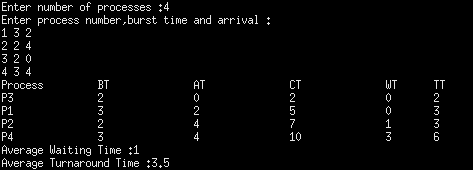 Enter number of processes :4
Enter process number,burst time and arrival :
1 3 2
2 2 4
3 2 0
4 3 4
Process BT AT CT WT TT
P3 2 0 2 0 2
P1 3 2 5 0 3
P2 2 4 7 1 3
P4 3 4 10 3 6
Average Waiting Time :1
Average Turnaround Time :3.5